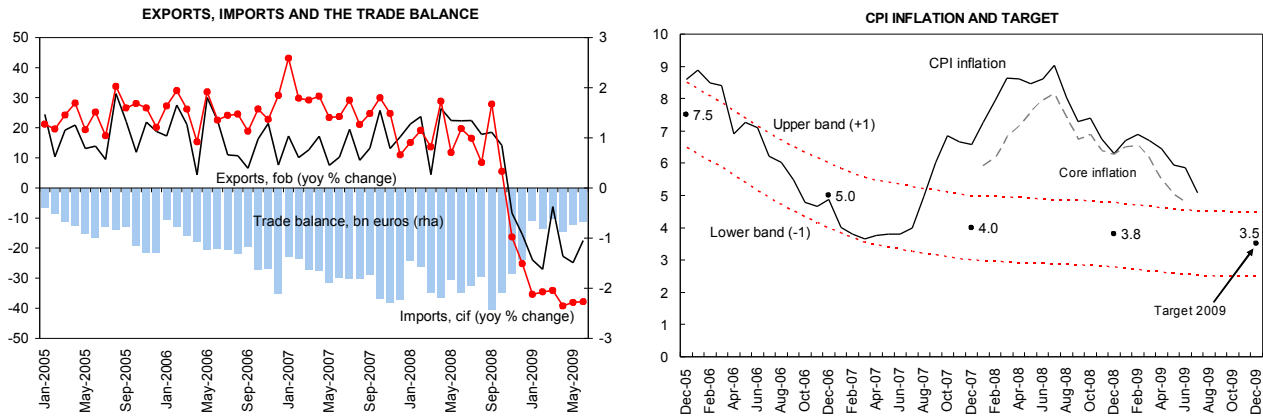 EXPORTS, IMPORTS AND THE TRADE BALANCE
50
40
30
20
10
0
-10
-20
-30
-40
-50
3
2
1
0
-1
-2
-3
Exports, fob (yoy % change)
Trade balance, bn euros (rha)
Imports, cif (yoy % change)
Jan-2005
May-2005
Sep-2005
Jan-2006
May-2006
Sep-2006
Jan-2007
May-2007
Sep-2007
Jan-2008
May-2008
Sep-2008
Jan-2009
May-2009
CPI INFLATION AND TARGET
10
9
8
7
6
5
4
3
2
1
0
CPI inflation
7.5
Upper band (+1)
Core inflation
5.0
Lower band (-1)
4.0
3.8
3.5
Target 2009
Dec-05
Feb-06
Apr-06
Jun-06
Aug-06
Oct-06
Dec-06
Feb-07
Apr-07
Jun-07
Aug-07
Oct-07
Dec-07
Feb-08
Apr-08
Jun-08
Aug-08
Oct-08
Dec-08
Feb-09
Apr-09
Jun-09
Aug-09
Oct-09
Dec-09